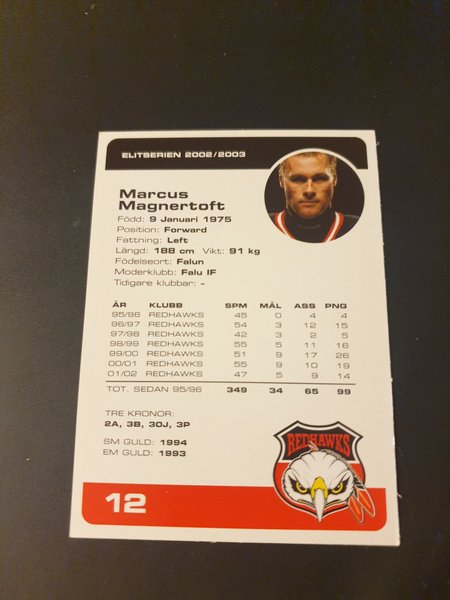 ELITSERIEN 2002/2003
Marcus
Magnertoft
Född: 9 Januari 1975
Position: Forward
Fattning: Left
Längd: 188 cm Vikt: 91 kg
Födelseort: Falun
Moderklubb: Falu IF
Tidigare klubbar: -
ÅR KLUBB SPM MÅL ASS PNG
95/96 REDHAWKS 45 0 4 4
96/97 REDHAWKS 54 3 12 15
97/98 REDHAWKS 42 3 2 5
98/99 REDHAWKS 55 5 11 16
99/00 REDHAWKS 51 9 17 26
00/01 REDHAWKS 55 9 10 19
01/02 REDHAWKS 47 5 9 14
TOT. SEDAN 95/96 349 34 65 99
TRE KRONOR:
2A, 3B, 30J, 3P
SM GULD: 1994
EM GULD: 1993
REDHAWKS
12